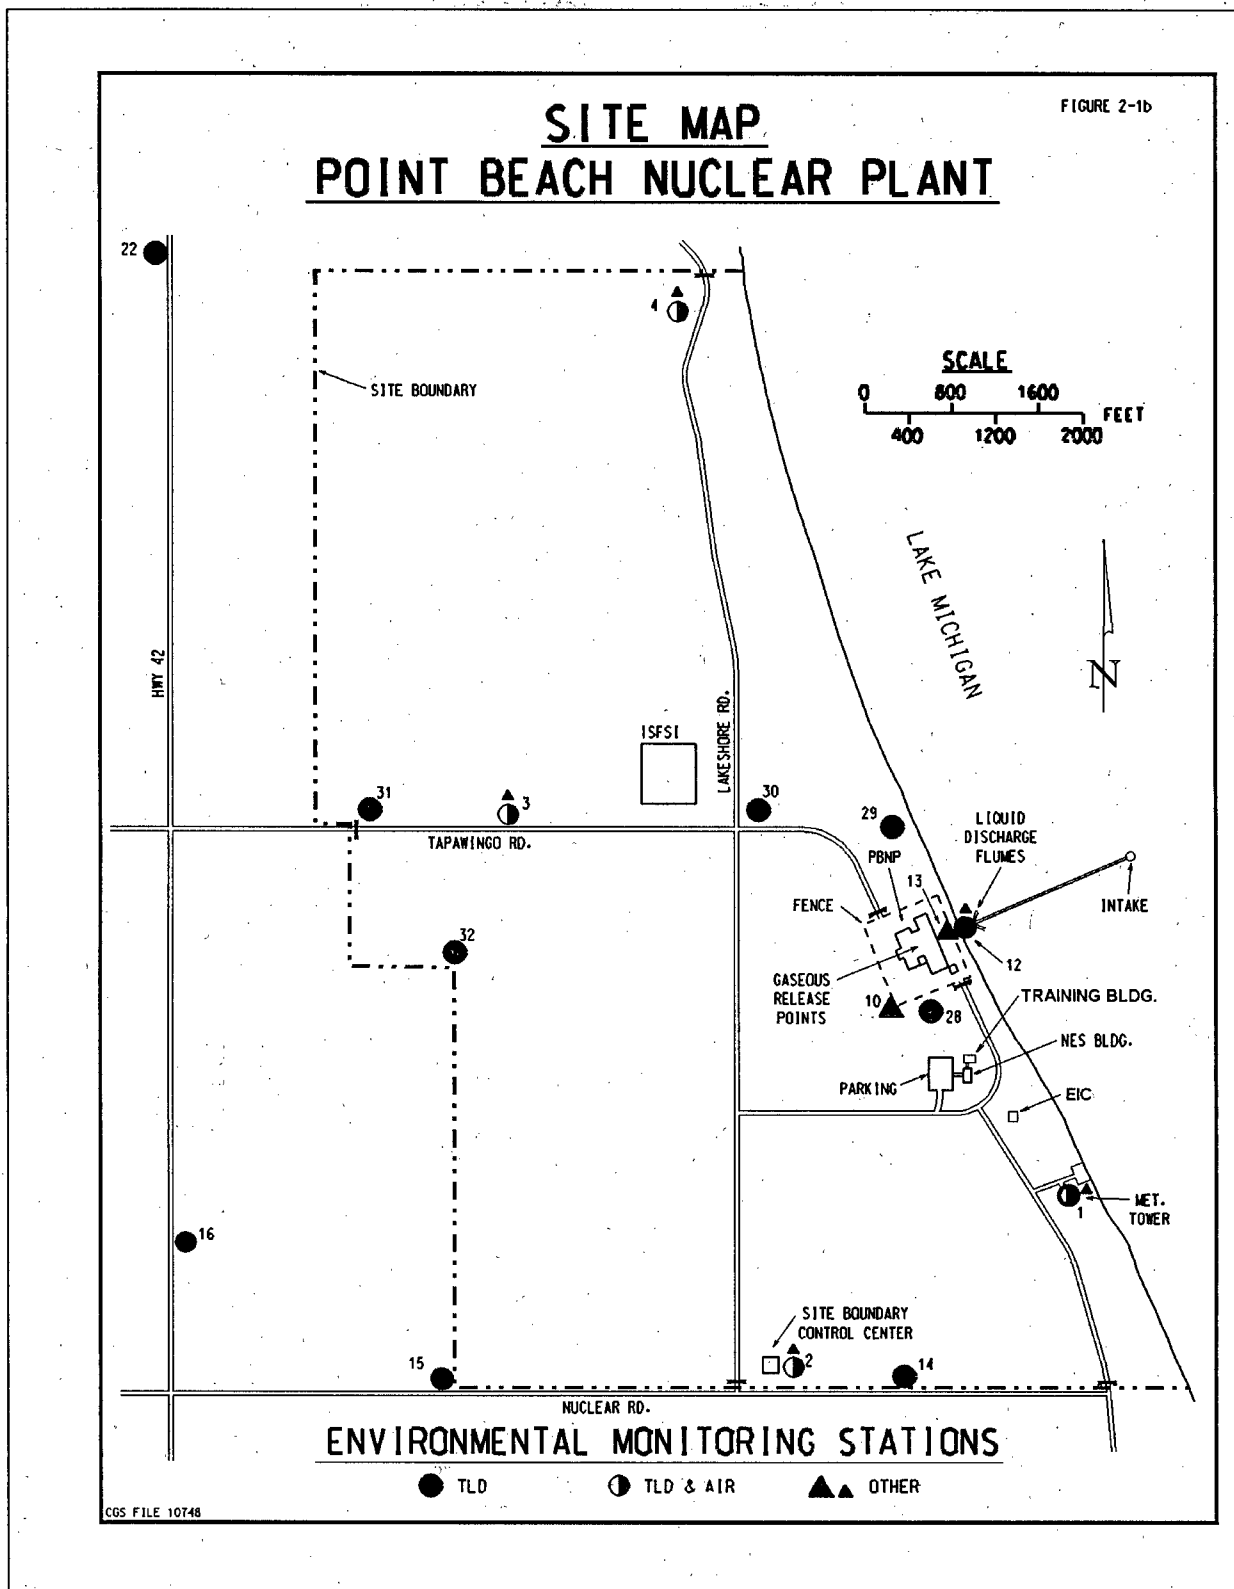 FIGURE 2-1b
SITE MAP
POINT BEACH NUCLEAR PLANT
22
4
SITE BOUNDARY
SCALE
0 800 1600
FEET
400 1200 2000
LAKE MICHIGAN
N
HWY 42
LAKESHORE RD.
ISFSI
31
3
30
29
TAPAWINGO RD.
LIQUID
DISCHARGE
FLUMES
PBNP
13
FENCE
INTAKE
32
12
GASEOUS
RELEASE
POINTS
10
28
TRAINING BLDG.
NES BLDG.
PARKING
EIC
1
MET.
TOWER
16
SITE BOUNDARY
CONTROL CENTER
15
2
14
NUCLEAR RD.
ENVIRONMENTAL MONITORING STATIONS
TLD TLD & AIR OTHER
CGS FILE 10748